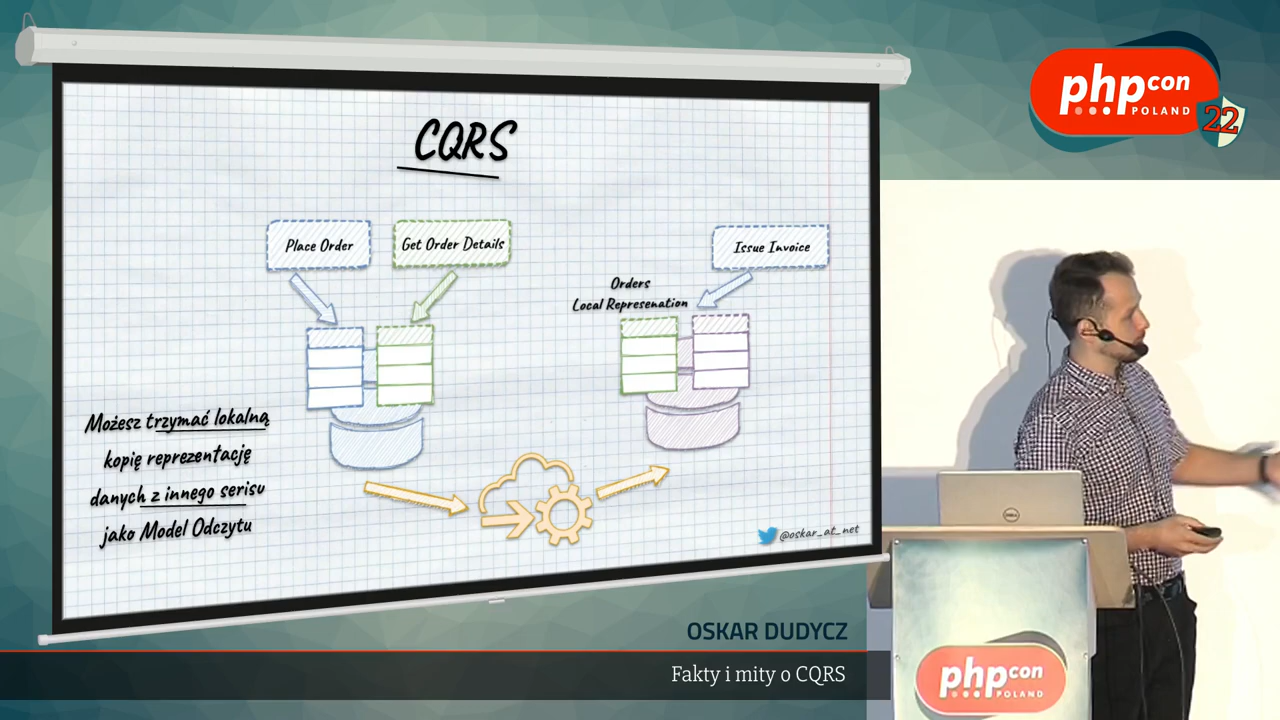 CQRS
Place Order
Get Order Details
Issue Invoice
Orders
Local Represenation
Możesz trzymać lokalną
kopię reprezentację
danych z innego serisu
jako Model Odczytu
@oskar_at_net
php con
POLAND
22
DELL
OSKAR DUDYCZ
Fakty i mity o CQRS
php con
POLAND